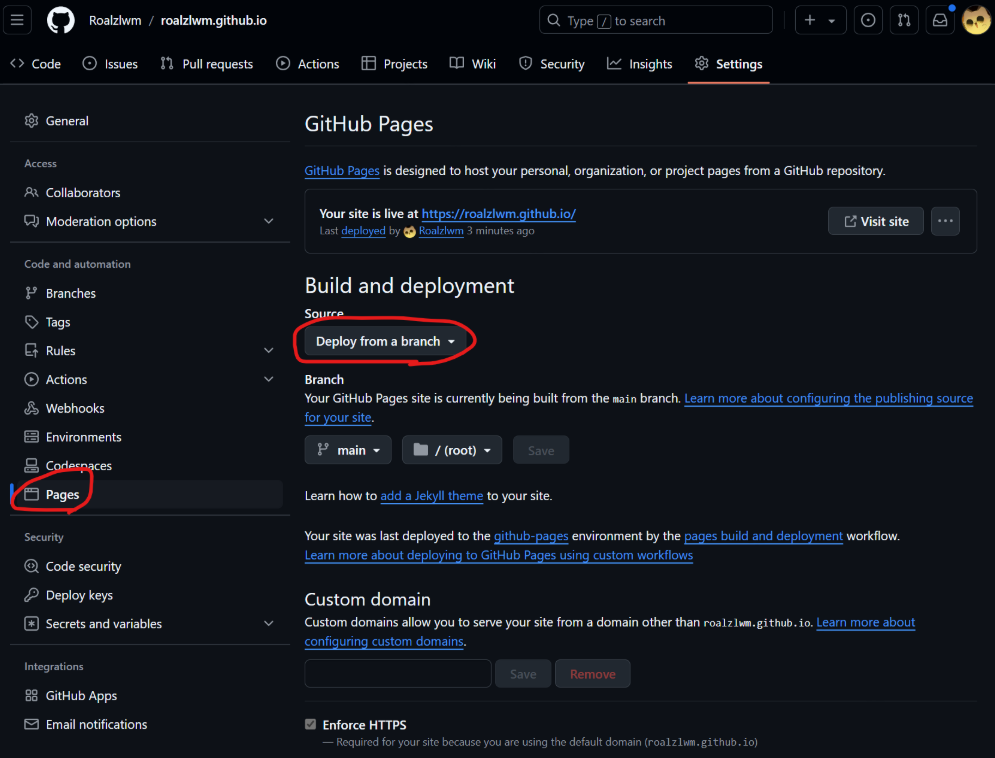 Roalzlwm / roalzlwm.github.io
Type / to search
Code
Issues
Pull requests
Actions
Projects
Wiki
Security
Insights
Settings
General
Access
Collaborators
Moderation options
Code and automation
Branches
Tags
Rules
Actions
Webhooks
Environments
Codespaces
Pages
Security
Code security
Deploy keys
Secrets and variables
Integrations
GitHub Apps
Email notifications
GitHub Pages
GitHub Pages is designed to host your personal, organization, or project pages from a GitHub repository.
Your site is live at https://roalzlwm.github.io/
Last deployed by Roalzlwm 3 minutes ago
Visit site
Build and deployment
Source
Deploy from a branch
Branch
Your GitHub Pages site is currently being built from the main branch. Learn more about configuring the publishing source
for your site.
main
/ (root)
Save
Learn how to add a Jekyll theme to your site.
Your site was last deployed to the github-pages environment by the pages build and deployment workflow.
Learn more about deploying to GitHub Pages using custom workflows
Custom domain
Custom domains allow you to serve your site from a domain other than roalzlwm.github.io. Learn more about
configuring custom domains.
Save
Remove
Enforce HTTPS
— Required for your site because you are using the default domain (roalzlwm.github.io)